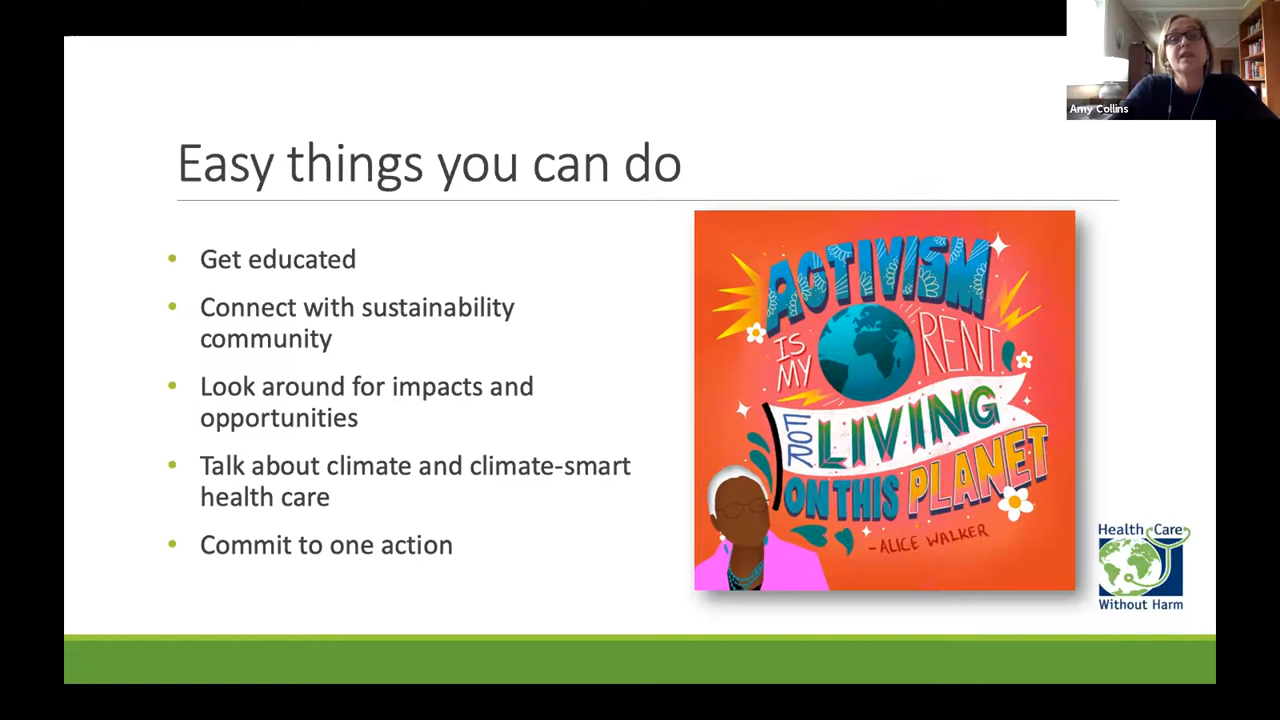 Amy Collins
Easy things you can do
• Get educated
• Connect with sustainability
community
• Look around for impacts and
opportunities
• Talk about climate and climate-smart
health care
• Commit to one action
ACTIVISM
IS MY RENT
FOR LIVING
ON THIS PLANET
-ALICE WALKER
Health Care
Without Harm